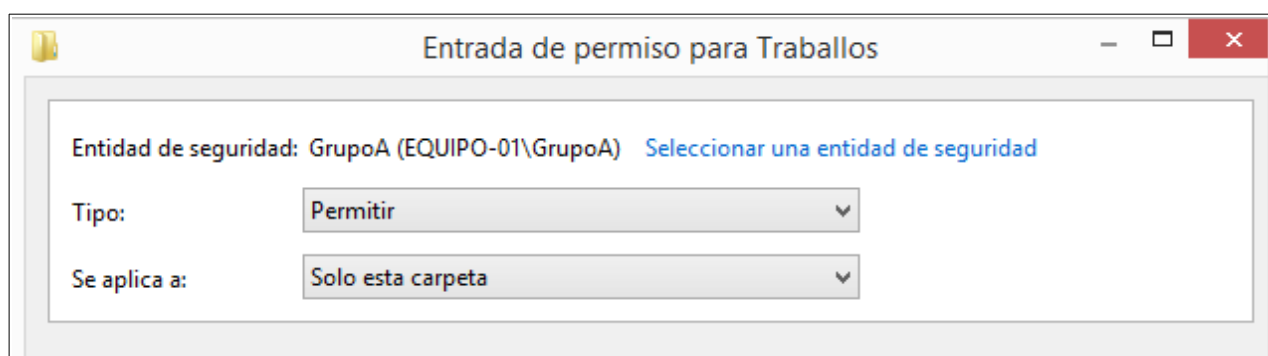 Entrada de permiso para Traballos
Entidad de seguridad: GrupoA (EQUIPO-01\GrupoA) Seleccionar una entidad de seguridad
Tipo: Permitir
Se aplica a: Solo esta carpeta